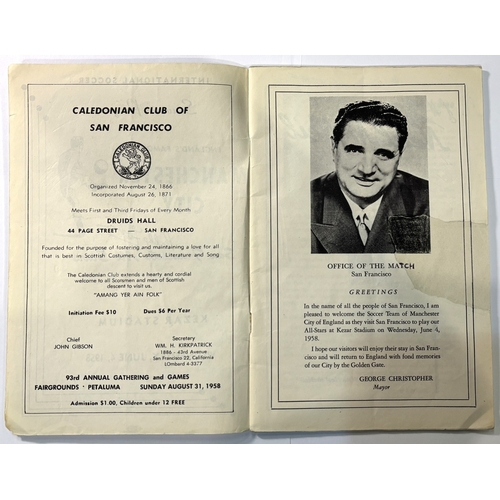 CALEDONIAN CLUB OF
SAN FRANCISCO
CALEDONIAN CLUB
Organized November 24, 1866
Incorporated August 26, 1871
Meets First and Third Fridays of Every Month
DRUIDS HALL
44 PAGE STREET — SAN FRANCISCO
Founded for the purpose of fostering and maintaining a love for all
that is best in Scottish Costumes, Customs, Literature and Song
The Caledonian Club extends a hearty and cordial
welcome to all Scotsmen and men of Scottish
descent to visit us.
"AMANG YER AIN FOLK"
Initiation Fee $10 Dues $6 Per Year
Chief
JOHN GIBSON
Secretary
WM. H. KIRKPATRICK
1886 - 43rd Avenue
San Francisco 22, California
LOmbard 4-3377
93rd ANNUAL GATHERING and GAMES
FAIRGROUNDS · PETALUMA SUNDAY AUGUST 31, 1958
Admission $1.00, Children under 12 FREE
OFFICE OF THE MATCH
San Francisco
GREETINGS
In the name of all the people of San Francisco, I am
pleased to welcome the Soccer Team of Manchester
City of England as they visit San Francisco to play our
All-Stars at Kezar Stadium on Wednesday, June 4,
1958.
I hope our visitors will enjoy their stay in San Fran-
cisco and will return to England with fond memories
of our City by the Golden Gate.
GEORGE CHRISTOPHER
Mayor